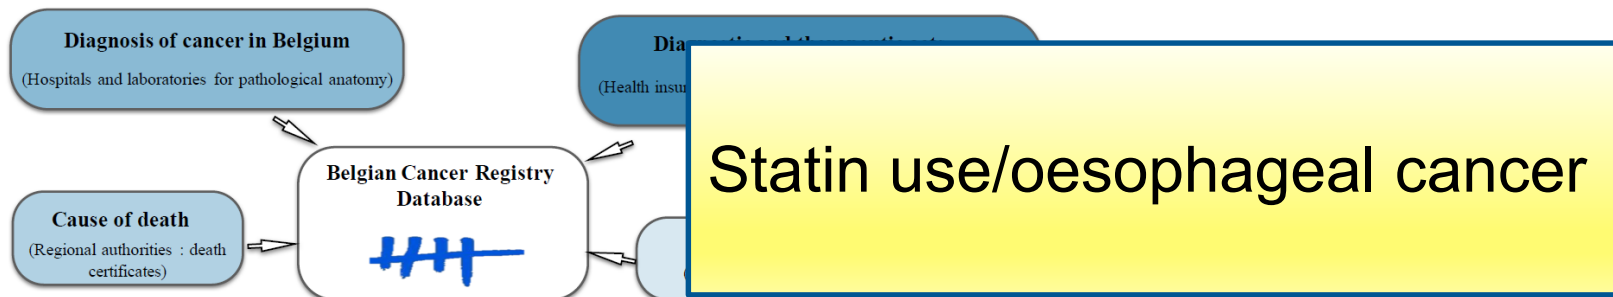 Diagnosis of cancer in Belgium
(Hospitals and laboratories for pathological anatomy)
(Health
Belgian Cancer Registry
Database
Cause of death
(Regional authorities : death
certificates)
Statin use/oesophageal cancer